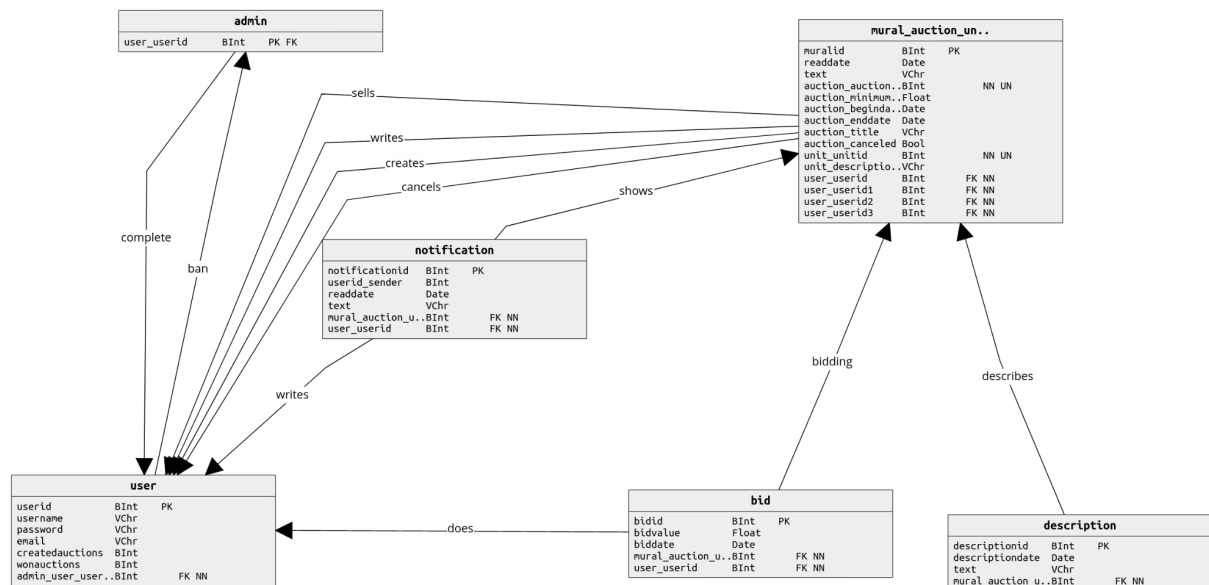 admin
user_userid BInt PK FK
mural_auction_un..
muralid BInt PK
readdate Date
text VChr
auction_auction..BInt NN UN
auction_minimum..Float
auction_beginda..Date
auction_enddate Date
auction_title VChr
auction_canceled Bool
unit_unitid BInt NN UN
unit_descriptio..VChr
user_userid BInt FK NN
user_userid1 BInt FK NN
user_userid2 BInt FK NN
user_userid3 BInt FK NN
sells
writes
creates
cancels
shows
complete
ban
notification
notificationid BInt PK
userid_sender BInt
readdate Date
text VChr
mural_auction_u..BInt FK NN
user_userid BInt FK NN
writes
bidding
describes
user
userid BInt PK
username VChr
password VChr
email VChr
createdauctions BInt
wonauctions BInt
admin_user_user..BInt FK NN
does
bid
bidid BInt PK
bidvalue Float
biddate Date
mural_auction_u..BInt FK NN
user_userid BInt FK NN
description
descriptionid BInt PK
descriptiondate Date
text VChr
mural_auction_u..BInt FK NN